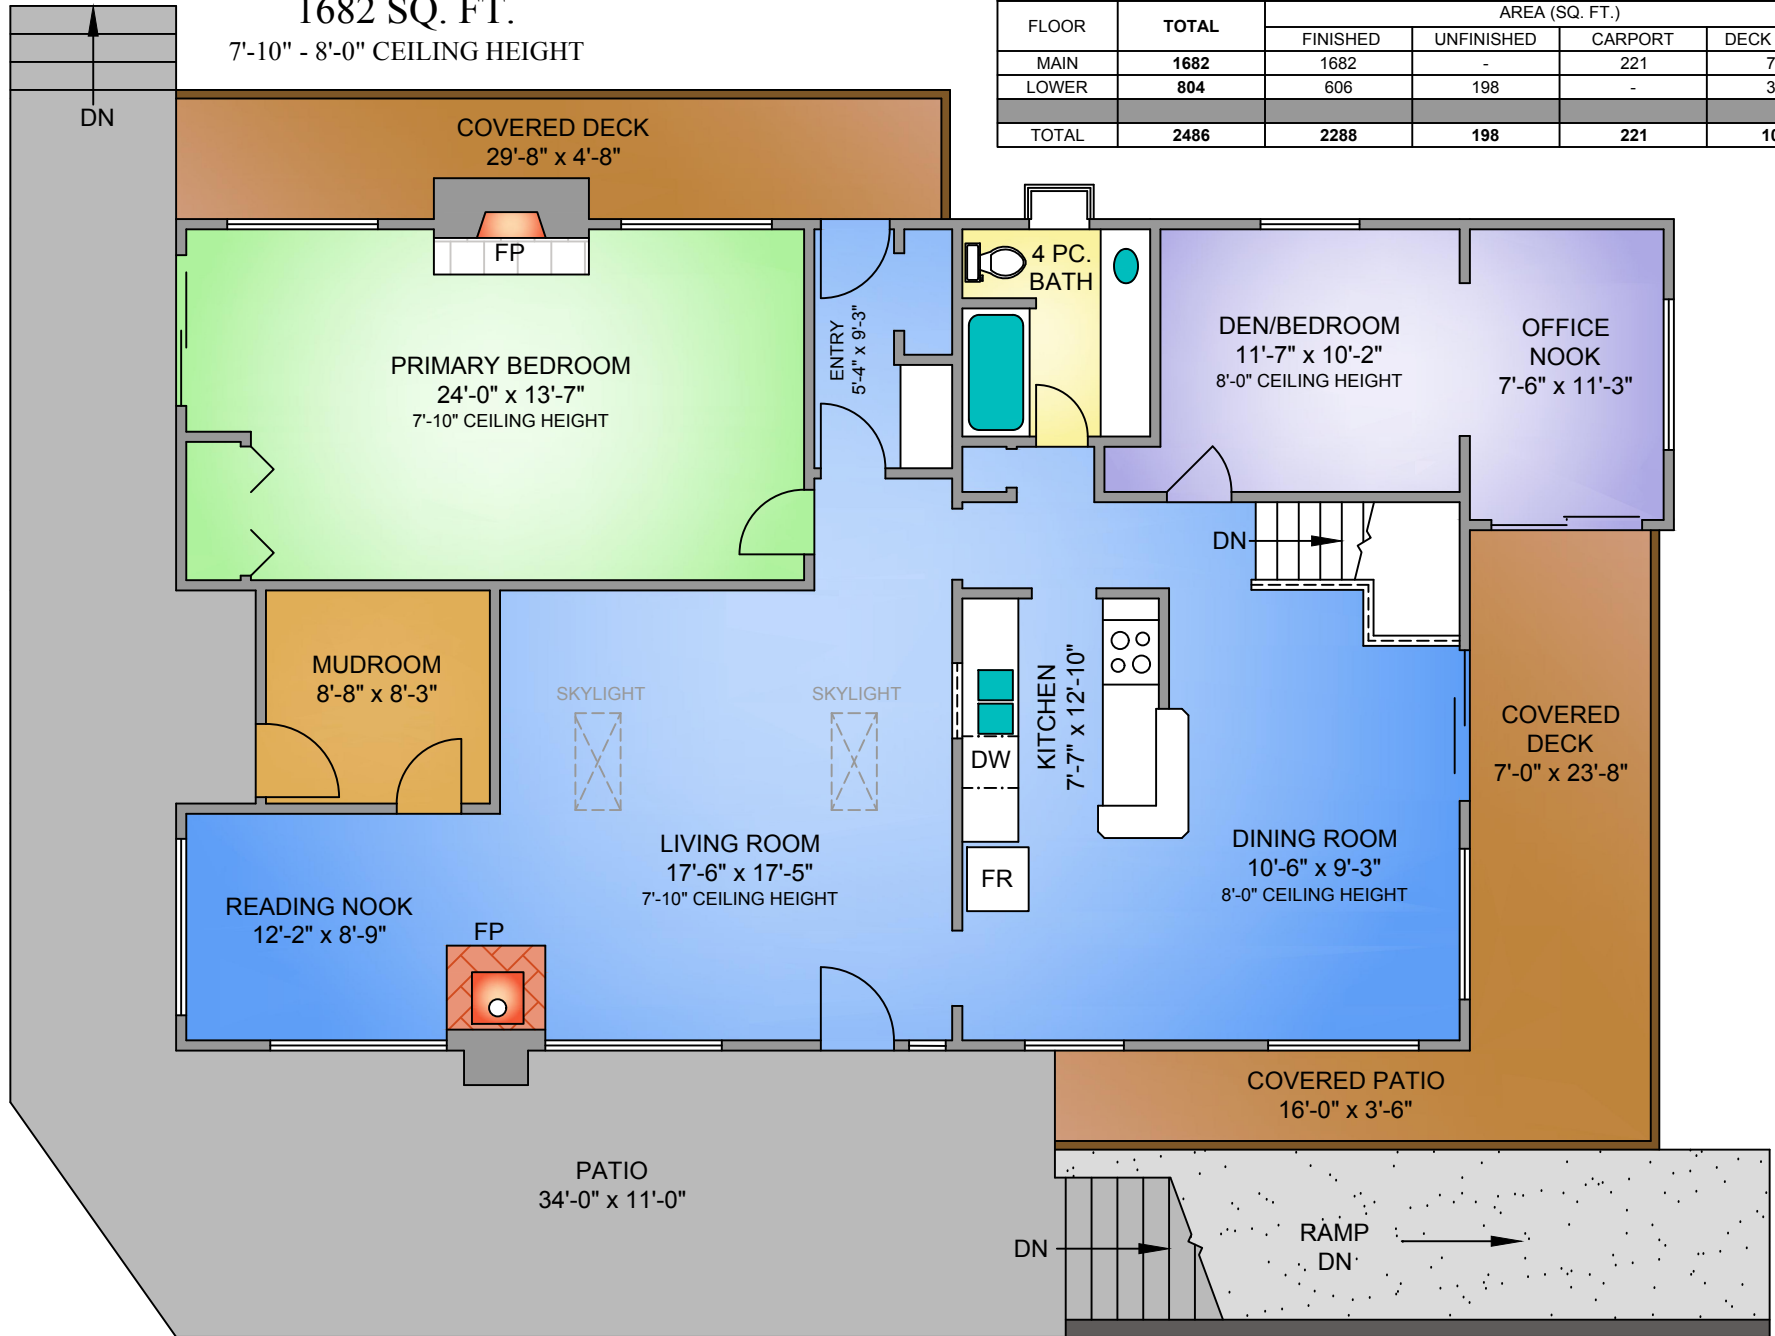 1682 SQ. FT.
7'-10" - 8'-0" CEILING HEIGHT
FLOOR
TOTAL
AREA (SQ. FT.)
FINISHED
UNFINISHED
CARPORT
DECK
MAIN
1682
1682
-
221
7
LOWER
804
606
198
-
3
TOTAL
2486
2288
198
221
10
DN
COVERED DECK
29'-8" x 4'-8"
FP
PRIMARY BEDROOM
24'-0" x 13'-7"
7'-10" CEILING HEIGHT
ENTRY
5'-4" x 9'-3"
4 PC.
BATH
DEN/BEDROOM
11'-7" x 10'-2"
8'-0" CEILING HEIGHT
OFFICE
NOOK
7'-6" x 11'-3"
DN
MUDROOM
8'-8" x 8'-3"
SKYLIGHT
SKYLIGHT
KITCHEN
7'-7" x 12'-10"
DW
FR
COVERED
DECK
7'-0" x 23'-8"
LIVING ROOM
17'-6" x 17'-5"
7'-10" CEILING HEIGHT
DINING ROOM
10'-6" x 9'-3"
8'-0" CEILING HEIGHT
READING NOOK
12'-2" x 8'-9"
FP
COVERED PATIO
16'-0" x 3'-6"
PATIO
34'-0" x 11'-0"
DN
RAMP
DN